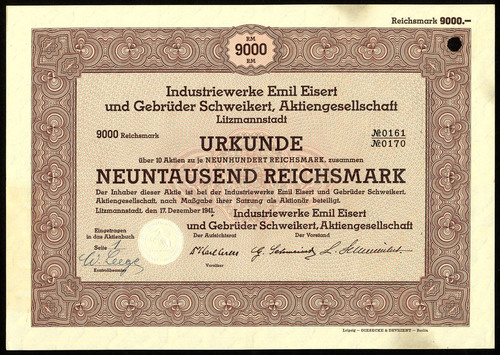 Reichsmark 9000.–
RM
9000
RM
Industriewerke Emil Eisert
und Gebrüder Schweikert, Aktiengesellschaft
Litzmannstadt
9000 Reichsmark
№0161
№0170
URKUNDE
über 10 Aktien zu je NEUNHUNDERT REICHSMARK, zusammen
NEUNTAUSEND REICHSMARK
Der Inhaber dieser Aktie ist bei der Industriewerke Emil Eisert und Gebrüder Schweikert,
Aktiengesellschaft, nach Maßgabe ihrer Satzung als Aktionär beteiligt.
Litzmannstadt, den 17. Dezember 1941.
Industriewerke Emil Eisert
und Gebrüder Schweikert, Aktiengesellschaft
Der Aufsichtsrat
Der Vorstand
Eingetragen
in das Aktienbuch
Seite
Kontrollbeamter
Vorsitzer
Leipzig – GIESECKE & DEVRIENT – Berlin